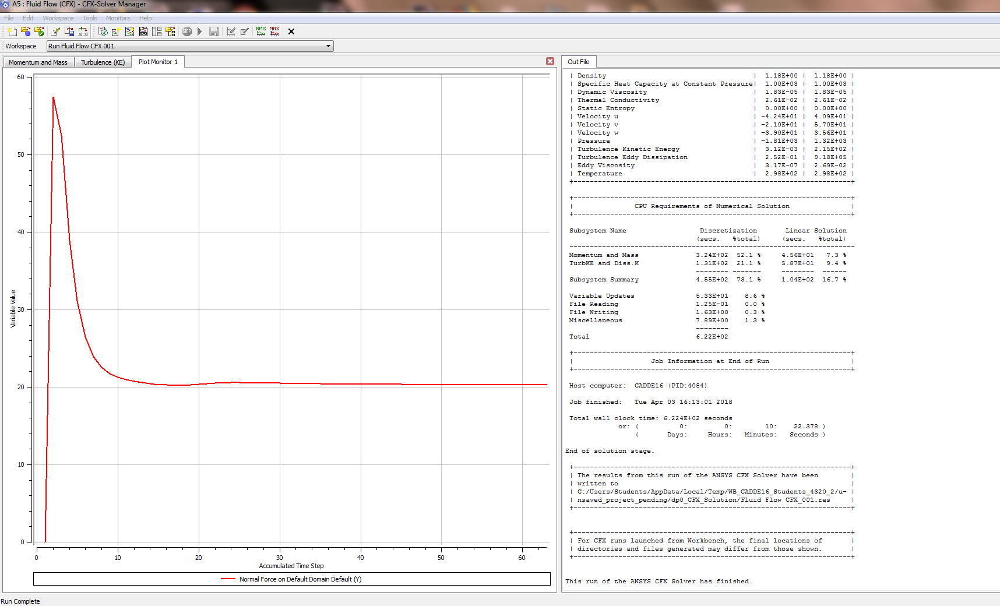 A5 : Fluid Flow (CFX) - CFX-Solver Manager
File Edit Workspace Tools Monitors Help
STOP RMS MAX
Workspace Run Fluid Flow CFX 001
Momentum and Mass Turbulence (KE) Plot Monitor 1
60
50
40
30
20
10
0
Variable Value
0 10 20 30 40 50 60
Accumulated Time Step
Normal Force on Default Domain Default (Y)
Out File
| Density | 1.18E+00 | 1.18E+00 |
| Specific Heat Capacity at Constant Pressure| 1.00E+03 | 1.00E+03 |
| Dynamic Viscosity | 1.83E-05 | 1.83E-05 |
| Thermal Conductivity | 2.61E-02 | 2.61E-02 |
| Static Entropy | 0.00E+00 | 0.00E+00 |
| Velocity u | -4.24E+01 | 4.09E+01 |
| Velocity v | -2.10E+01 | 5.70E+01 |
| Velocity w | -3.90E+01 | 3.56E+01 |
| Pressure | -1.81E+03 | 1.32E+03 |
| Turbulence Kinetic Energy | 3.12E-03 | 2.15E+02 |
| Turbulence Eddy Dissipation | 2.52E-01 | 9.18E+05 |
| Eddy Viscosity | 3.17E-07 | 2.69E-02 |
| Temperature | 2.98E+02 | 2.98E+02 |
+--------------------------------------------------------------------+
+--------------------------------------------------------------------+
| CPU Requirements of Numerical Solution |
+--------------------------------------------------------------------+
Subsystem Name Discretization Linear Solution
(secs. %total) (secs. %total)
----------------------------------------------------------------------
Momentum and Mass 3.24E+02 52.1 % 4.56E+01 7.3 %
TurbKE and Diss.K 1.31E+02 21.1 % 5.87E+01 9.4 %
-------- ------- -------- ------
Subsystem Summary 4.55E+02 73.1 % 1.04E+02 16.7 %
Variable Updates 5.33E+01 8.6 %
File Reading 1.25E-01 0.0 %
File Writing 1.63E+00 0.3 %
Miscellaneous 7.89E+00 1.3 %
--------
Total 6.22E+02
+--------------------------------------------------------------------+
| Job Information at End of Run |
+--------------------------------------------------------------------+
Host computer: CADDE16 (PID:4084)
Job finished: Tue Apr 03 16:13:01 2018
Total wall clock time: 6.224E+02 seconds
or: ( 0: 0: 10: 22.378 )
( Days: Hours: Minutes: Seconds )
End of solution stage.
+--------------------------------------------------------------------+
| The results from this run of the ANSYS CFX Solver have been |
| written to |
| C:/Users/Students/AppData/Local/Temp/WB_CADDE16_Students_4320_2/u- |
| nsaved_project_pending/dp0_CFX_Solution/Fluid Flow CFX_001.res |
+--------------------------------------------------------------------+
+--------------------------------------------------------------------+
| For CFX runs launched from Workbench, the final locations of |
| directories and files generated may differ from those shown. |
+--------------------------------------------------------------------+
This run of the ANSYS CFX Solver has finished.
Run Complete